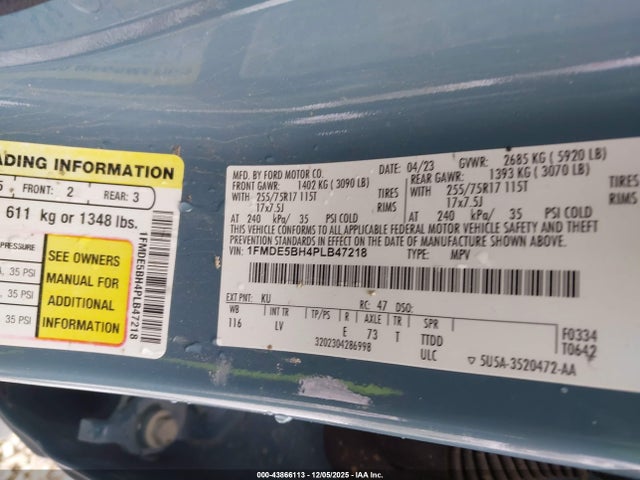 ADING INFORMATION
5 FRONT: 2 REAR: 3
611 kg or 1348 lbs.
PRESSURE
A, 35 PSI
A, 35 PSI
35 PSI
SEE OWNERS
MANUAL FOR
ADDITIONAL
INFORMATION
1FMDE5BH4PLB47218
MFD. BY FORD MOTOR CO. 04/23 GVWR: 2685 KG ( 5920 LB)
FRONT GAWR: 1402 KG ( 3090 LB) REAR GAWR: 1393 KG ( 3070 LB)
WITH 255/75R17 115T TIRES WITH 255/75R17 115T TIRES
17x7.5J RIMS 17x7.5J RIMS
AT 240 kPa/ 35 PSI COLD AT 240 kPa/ 35 PSI COLD
THIS VEHICLE CONFORMS TO ALL APPLICABLE FEDERAL MOTOR VEHICLE SAFETY AND THEFT
PREVENTION STANDARDS IN EFFECT ON THE DATE OF MANUFACTURE SHOWN ABOVE.
VIN: 1FMDE5BH4PLB47218 TYPE: MPV
EXT PNT: KU RC: 47 DSO:
WB INT TR TP/PS R AXLE TR SPR
116 LV E 73 T TTDD F0334
3202304286998 ULC T0642
▽ 5U5A-3520472-AA
000-43866113 - 12/05/2025 - IAA Inc.